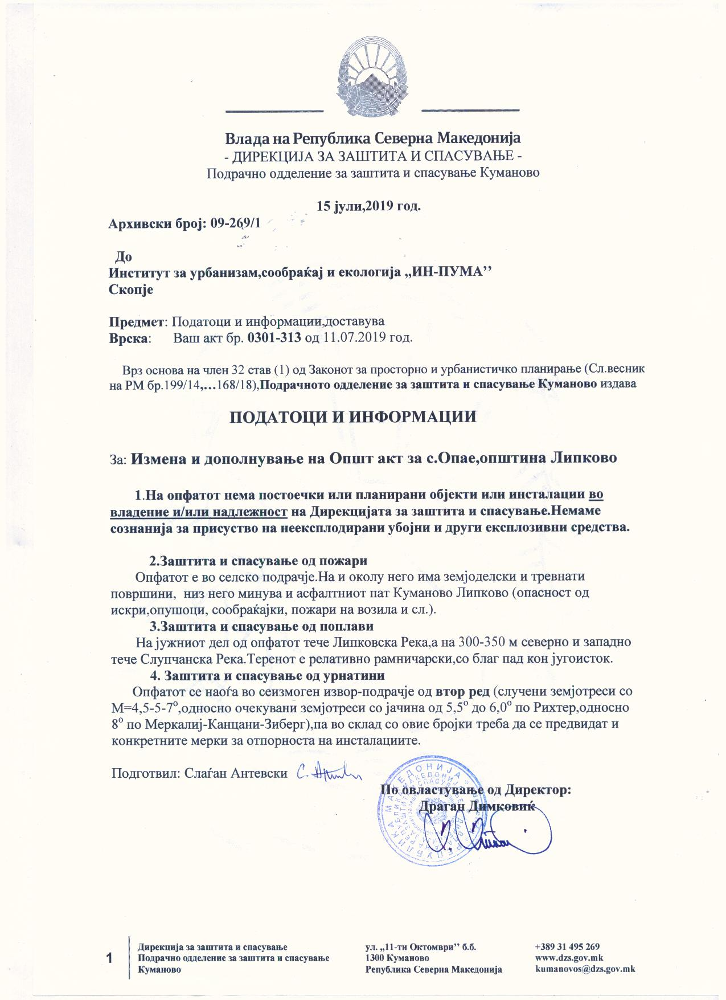 Влада на Република Северна Македонија
- ДИРЕКЦИЈА ЗА ЗАШТИТА И СПАСУВАЊЕ -
Подрачно одделение за заштита и спасување Куманово
15 јули,2019 год.
Архивски број: 09-269/1
До
Институт за урбанизам,сообраќај и екологија „ИН-ПУМА’’
Скопје
Предмет: Податоци и информации,доставува
Врска: Ваш акт бр. 0301-313 од 11.07.2019 год.
Врз основа на член 32 став (1) од Законот за просторно и урбанистичко планирање (Сл.весник
на РМ бр.199/14,...168/18),Подрачното одделение за заштита и спасување Куманово издава
ПОДАТОЦИ И ИНФОРМАЦИИ
За: Измена и дополнување на Општ акт за с.Опае,општина Липково
1.На опфатот нема постоечки или планирани објекти или инсталации во
владение и/или надлежност на Дирекцијата за заштита и спасување.Немаме
сознанија за присуство на неексплодирани убојни и други експлозивни средства.
2.Заштита и спасување од пожари
Опфатот е во селско подрачје.На и околу него има земјоделски и тревнати
површини, низ него минува и асфалтниот пат Куманово Липково (опасност од
искри,опушоци, сообраќајки, пожари на возила и сл.).
3.Заштита и спасување од поплави
На јужниот дел од опфатот тече Липковска Река,а на 300-350 м северно и западно
тече Слупчанска Река.Теренот е релативно рамничарски,со благ пад кон југоисток.
4. Заштита и спасување од урнатини
Опфатот се наоѓа во сеизмоген извор-подрачје од втор ред (случени земјотреси со
М=4,5-5-7º,односно очекувани земјотреси со јачина од 5,5º до 6,0º по Рихтер,односно
8º по Меркалиј-Канцани-Зиберг),па во склад со овие бројки треба да се предвидат и
конкретните мерки за отпорноста на инсталациите.
Подготвил: Слаѓан Антевски
По овластување од Директор:
Драган Димковиќ
1
Дирекција за заштита и спасување
Подрачно одделение за заштита и спасување
Куманово
ул. „11-ти Октомври’’ б.б.
1300 Куманово
Република Северна Македонија
+389 31 495 269
www.dzs.gov.mk
kumanovos@dzs.gov.mk